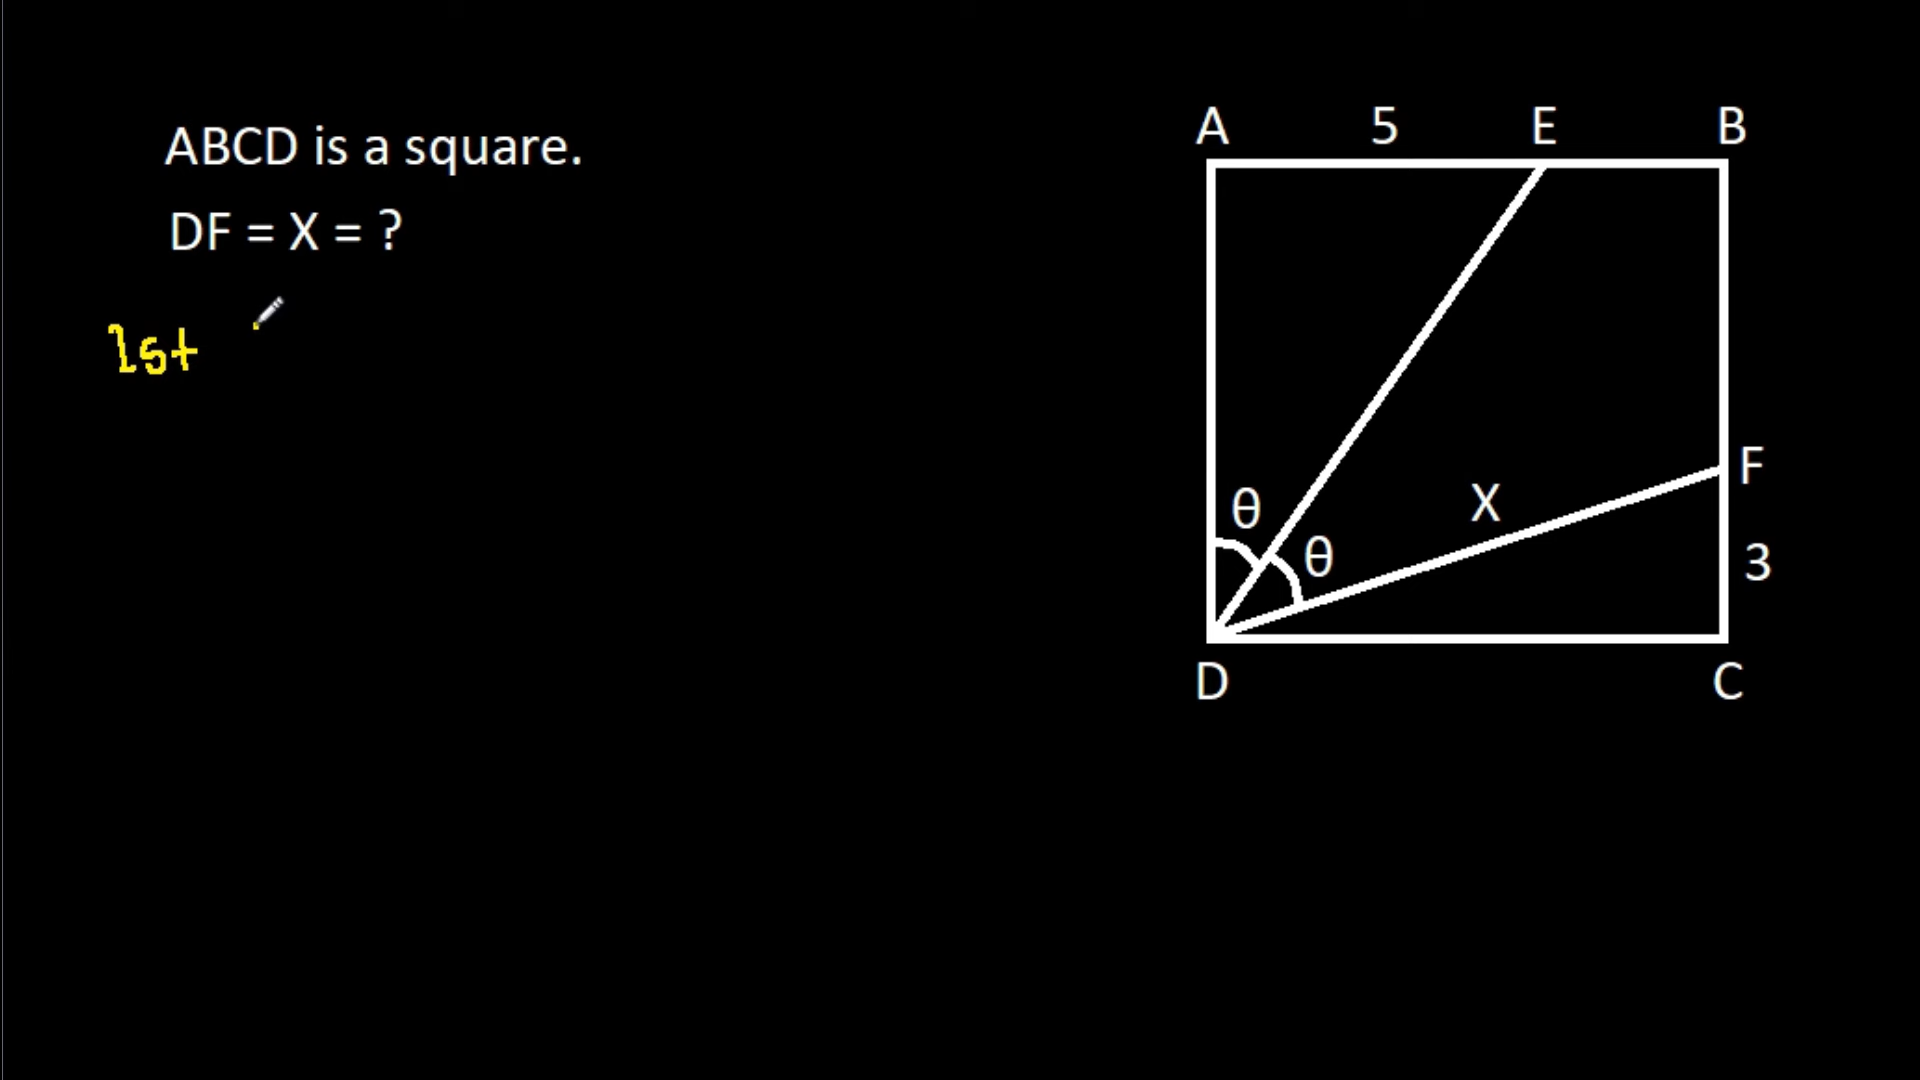 ABCD is a square.
DF = X = ?
1st
A 5 E B
F
X
θ
θ
3
D C